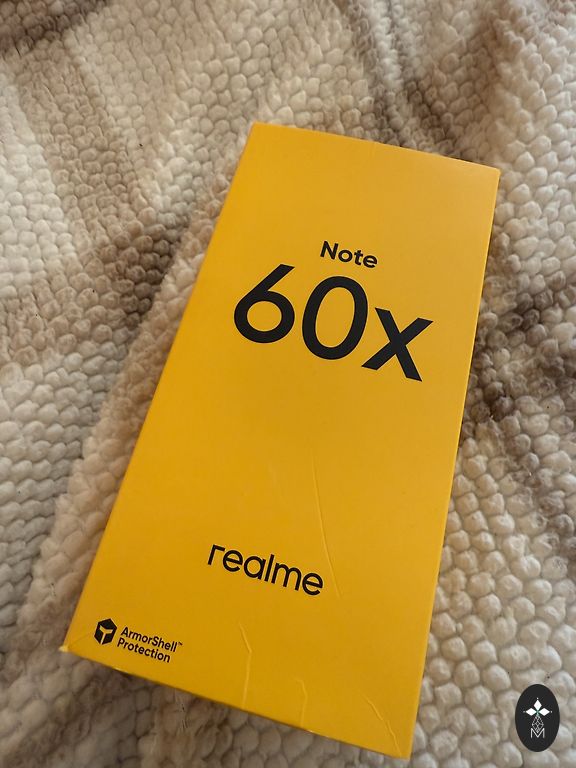 Note
60x
realme
ArmorShell™
Protection
M